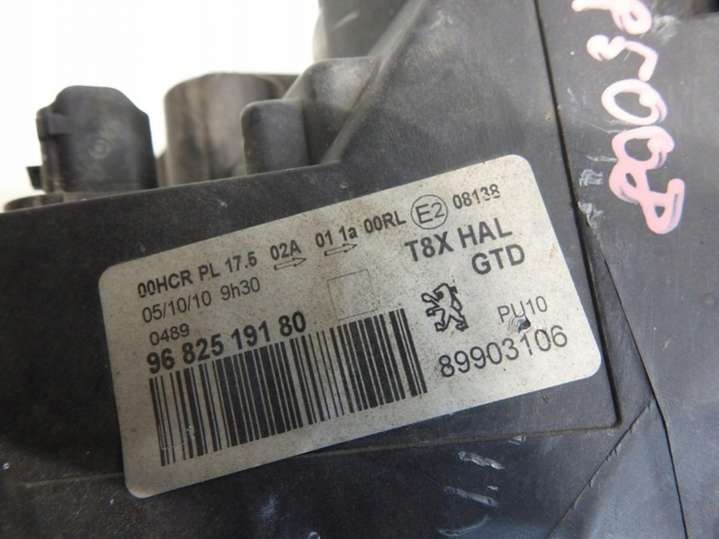 00HCR PL 17.5 02A → 01 1a → 00RL E2 08138
05/10/10 9h30
T8X HAL
GTD
0489
96 825 191 80
PU10
89903106
P5008